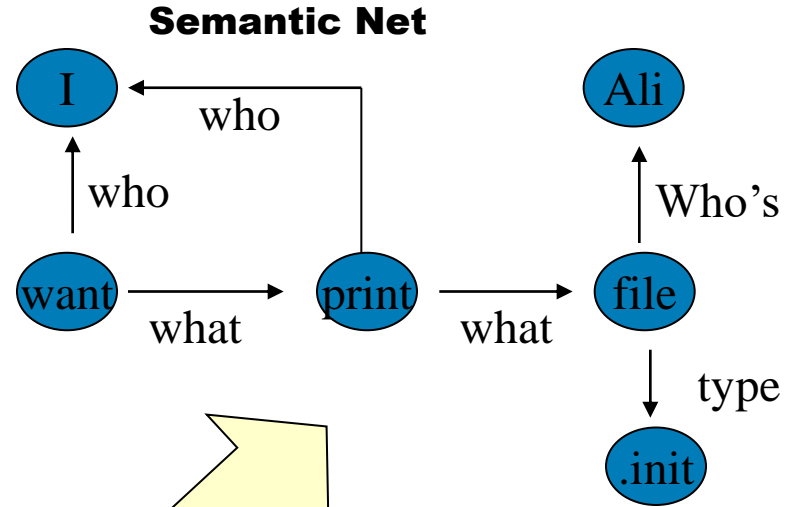 Semantic Net
I
Ali
who
who
Who’s
want
print
file
what
what
type
.init